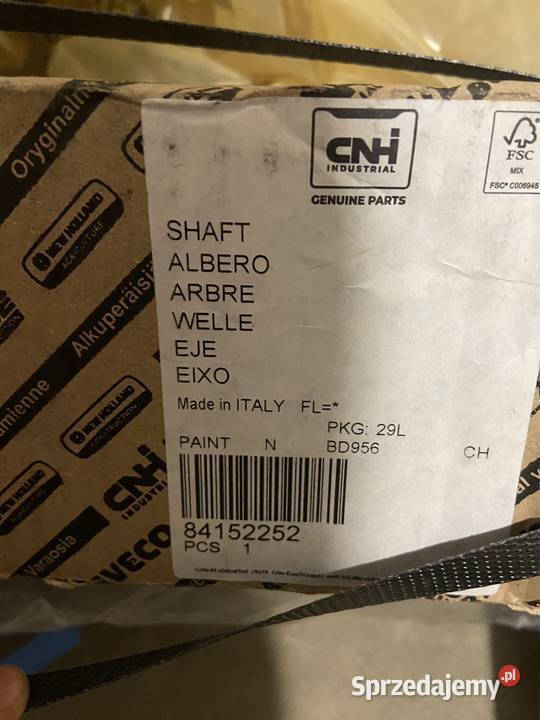 Oryginaln
CNH
INDUSTRIAL
GENUINE PARTS
FSC
MIX
FSC® C006945
SHAFT
ALBERO
ARBRE
WELLE
EJE
EIXO
Made in ITALY FL=*
PKG: 29L
PAINT N BD956 CH
84152252
PCS 1
NEW HOLLAND
AGRICULTURE
Alkuperäisiä
NEW HOLLAND
CONSTRUCTION
CNH
INDUSTRIAL
IVECO
Varaosia
Sprzedajemy.pl